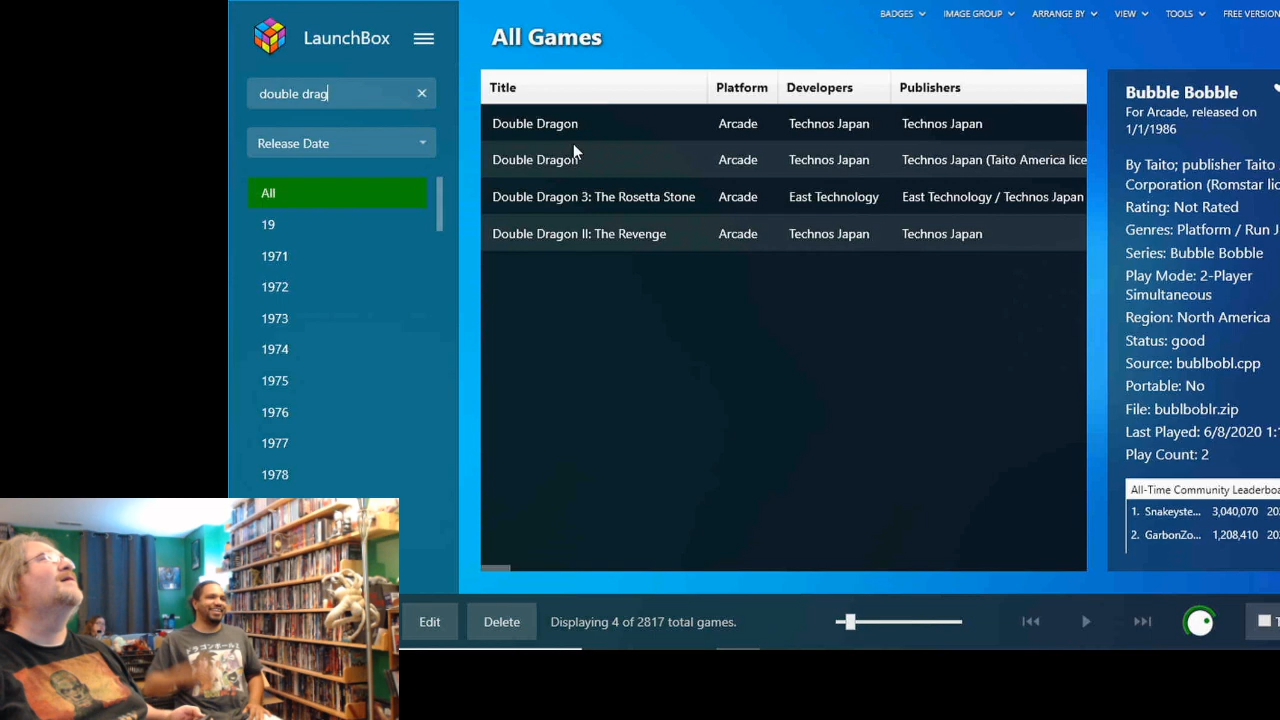 BADGES IMAGE GROUP ARRANGE BY VIEW TOOLS FREE VERSION
LaunchBox
All Games
double drag
Release Date
All
19
1971
1972
1973
1974
1975
1976
1977
1978
Title Platform Developers Publishers
Double Dragon Arcade Technos Japan Technos Japan
Double Dragon Arcade Technos Japan Technos Japan (Taito America lice
Double Dragon 3: The Rosetta Stone Arcade East Technology East Technology / Technos Japan
Double Dragon II: The Revenge Arcade Technos Japan Technos Japan
Bubble Bobble
For Arcade, released on
1/1/1986
By Taito; publisher Taito
Corporation (Romstar lic
Rating: Not Rated
Genres: Platform / Run J
Series: Bubble Bobble
Play Mode: 2-Player
Simultaneous
Region: North America
Status: good
Source: bublbobl.cpp
Portable: No
File: bublboblr.zip
Last Played: 6/8/2020 1:1
Play Count: 2
All-Time Community Leaderboa
1. Snakeyste... 3,040,070 202
2. GarbonZo... 1,208,410 202
Edit Delete Displaying 4 of 2817 total games.